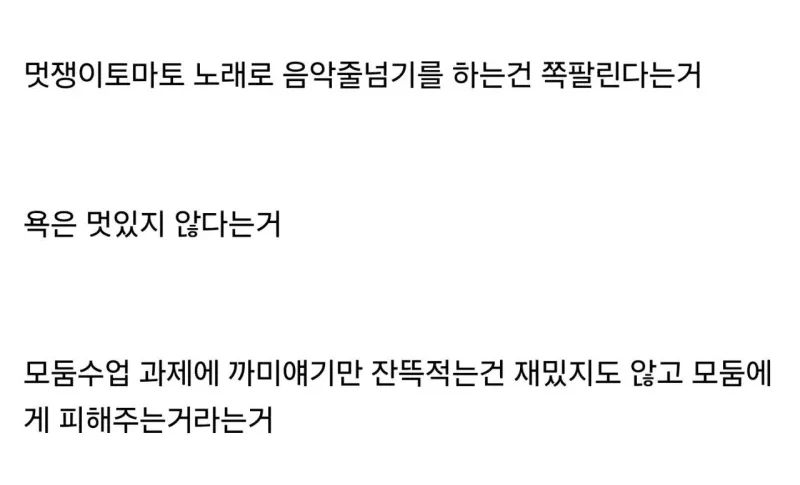 멋쟁이토마토 노래로 음악줄넘기를 하는건 쪽팔린다는거
욕은 멋있지 않다는거
모둠수업 과제에 까미얘기만 잔뜩적는건 재밌지도 않고 모둠에
게 피해주는거라는거